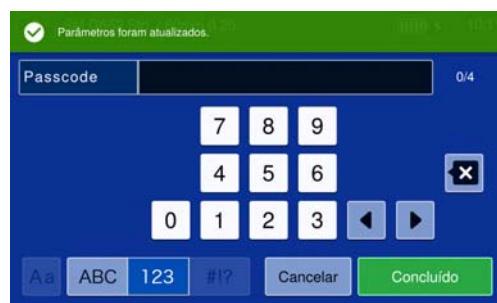 Parâmetros foram atualizados.
Passcode 0/4
7 8 9
4 5 6
0 1 2 3
Aa ABC 123 #!? Cancelar Concluído